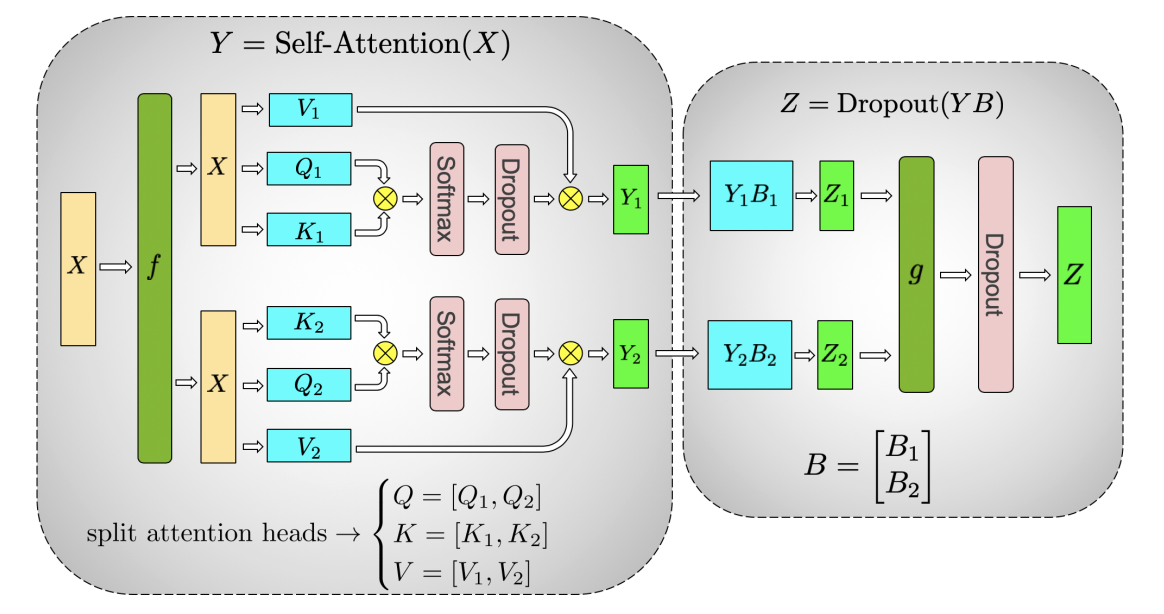 Y = Self-Attention(X)
X
f
X
V₁
Q₁
K₁
Softmax
Dropout
Y₁
X
K₂
Q₂
V₂
Softmax
Dropout
Y₂
split attention heads → { Q = [Q₁, Q₂]
K = [K₁, K₂]
V = [V₁, V₂]
Z = Dropout(YB)
Y₁B₁
Z₁
Y₂B₂
Z₂
g
Dropout
Z
B = [B₁
B₂]